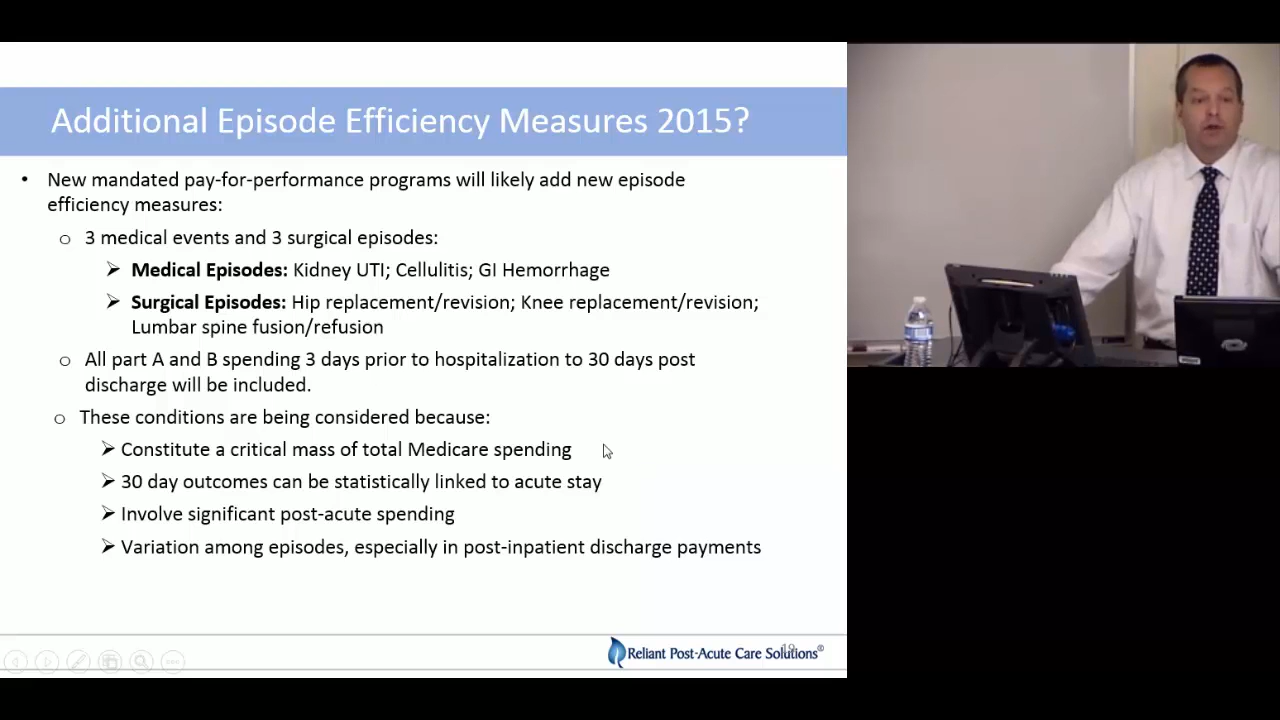 Additional Episode Efficiency Measures 2015?
• New mandated pay-for-performance programs will likely add new episode
efficiency measures:
o 3 medical events and 3 surgical episodes:
➢ Medical Episodes: Kidney UTI; Cellulitis; GI Hemorrhage
➢ Surgical Episodes: Hip replacement/revision; Knee replacement/revision;
Lumbar spine fusion/refusion
o All part A and B spending 3 days prior to hospitalization to 30 days post
discharge will be included.
o These conditions are being considered because:
➢ Constitute a critical mass of total Medicare spending
➢ 30 day outcomes can be statistically linked to acute stay
➢ Involve significant post-acute spending
➢ Variation among episodes, especially in post-inpatient discharge payments
Reliant Post-Acute Care Solutions®